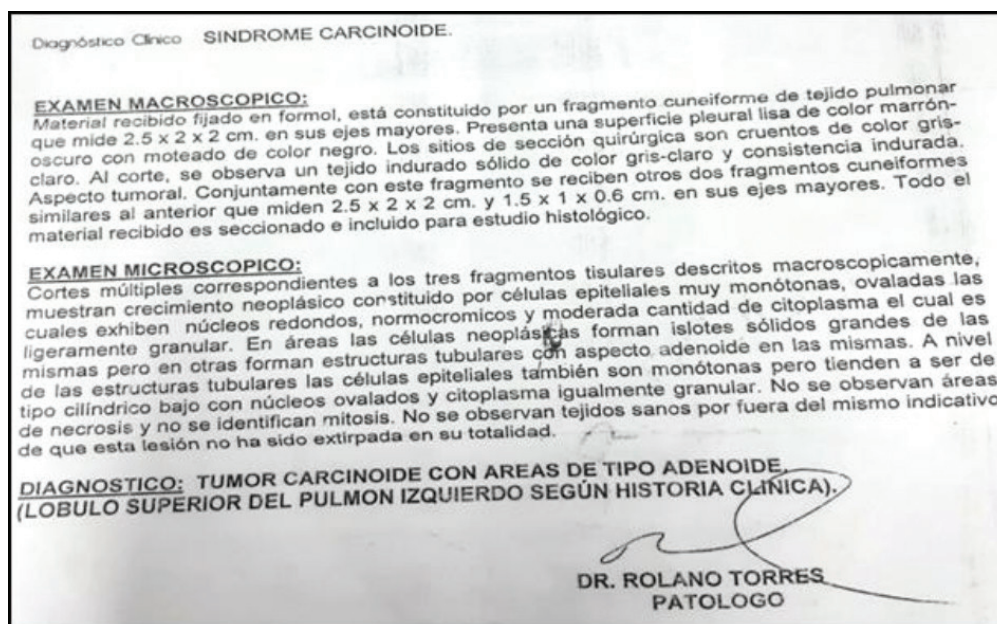 Diagnóstico Clinico SINDROME CARCINOIDE.
EXAMEN MACROSCOPICO:
Material recibido fijado en formol, está constituido por un fragmento cuneiforme de tejido pulmonar
que mide 2.5 x 2 x 2 cm. en sus ejes mayores. Presenta una superficie pleural lisa de color marrón-
oscuro con moteado de color negro. Los sitios de sección quirúrgica son cruentos de color gris-
claro. Al corte, se observa un tejido indurado sólido de color gris-claro y consistencia indurada.
Aspecto tumoral. Conjuntamente con este fragmento se reciben otros dos fragmentos cuneiformes
similares al anterior que miden 2.5 x 2 x 2 cm. y 1.5 x 1 x 0.6 cm. en sus ejes mayores. Todo el
material recibido es seccionado e incluido para estudio histológico.
EXAMEN MICROSCOPICO:
Cortes múltiples correspondientes a los tres fragmentos tisulares descritos macroscopicamente,
muestran crecimiento neoplásico constituido por células epiteliales muy monótonas, ovaladas las
cuales exhiben núcleos redondos, normocromicos y moderada cantidad de citoplasma el cual es
ligeramente granular. En áreas las células neoplásicas forman islotes sólidos grandes de las
mismas pero en otras forman estructuras tubulares con aspecto adenoide en las mismas. A nivel
de las estructuras tubulares las células epiteliales también son monótonas pero tienden a ser de
tipo cilíndrico bajo con núcleos ovalados y citoplasma igualmente granular. No se observan áreas
de necrosis y no se identifican mitosis. No se observan tejidos sanos por fuera del mismo indicativo
de que esta lesión no ha sido extirpada en su totalidad.
DIAGNOSTICO: TUMOR CARCINOIDE CON AREAS DE TIPO ADENOIDE.
(LOBULO SUPERIOR DEL PULMON IZQUIERDO SEGÚN HISTORIA CLINICA).
DR. ROLANO TORRES
PATOLOGO